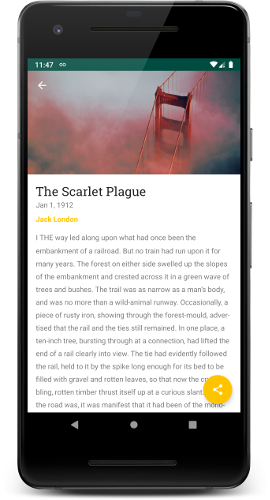 11:47
The Scarlet Plague
Jan 1, 1912
Jack London
I THE way led along upon what had once been the
embankment of a railroad. But no train had run upon it for
many years. The forest on either side swelled up the slopes
of the embankment and crested across it in a green wave of
trees and bushes. The trail was as narrow as a man's body,
and was no more than a wild-animal runway. Occasionally, a
piece of rusty iron, showing through the forest-mould, adver-
tised that the rail and the ties still remained. In one place, a
ten-inch tree, bursting through at a connection, had lifted the
end of a rail clearly into view. The tie had evidently followed
the rail, held to it by the spike long enough for its bed to be
filled with gravel and rotten leaves, so that now the
bling, rotten timber thrust itself up at a curious slant.
the road was, it was manifest that it had been of the mono-